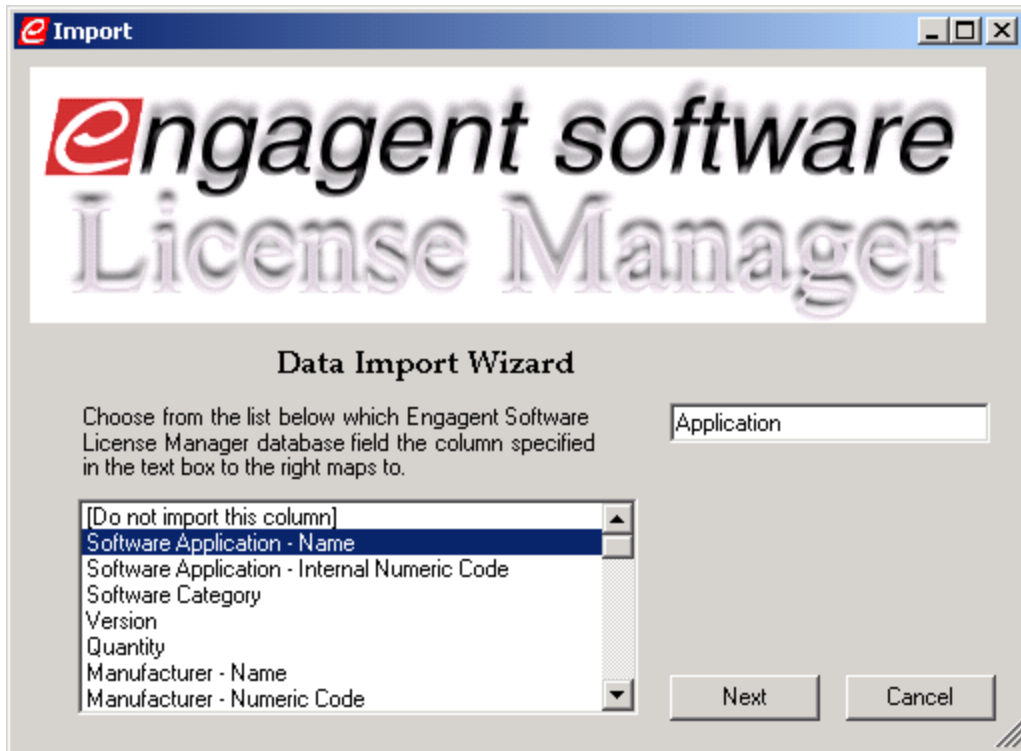 Import
engagent software
License Manager
Data Import Wizard
Choose from the list below which Engagent Software
License Manager database field the column specified
in the text box to the right maps to.
Application
[Do not import this column]
Software Application - Name
Software Application - Internal Numeric Code
Software Category
Version
Quantity
Manufacturer - Name
Manufacturer - Numeric Code
Next
Cancel